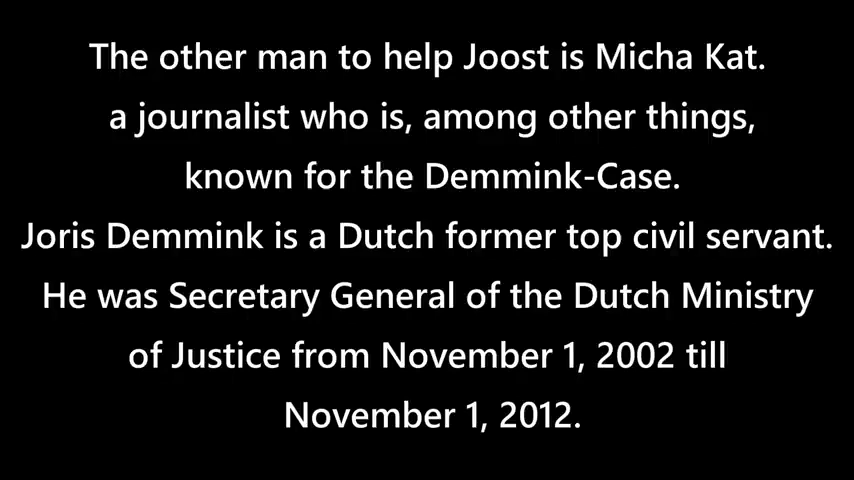 The other man to help Joost is Micha Kat.
a journalist who is, among other things,
known for the Demmink-Case.
Joris Demmink is a Dutch former top civil servant.
He was Secretary General of the Dutch Ministry
of Justice from November 1, 2002 till
November 1, 2012.